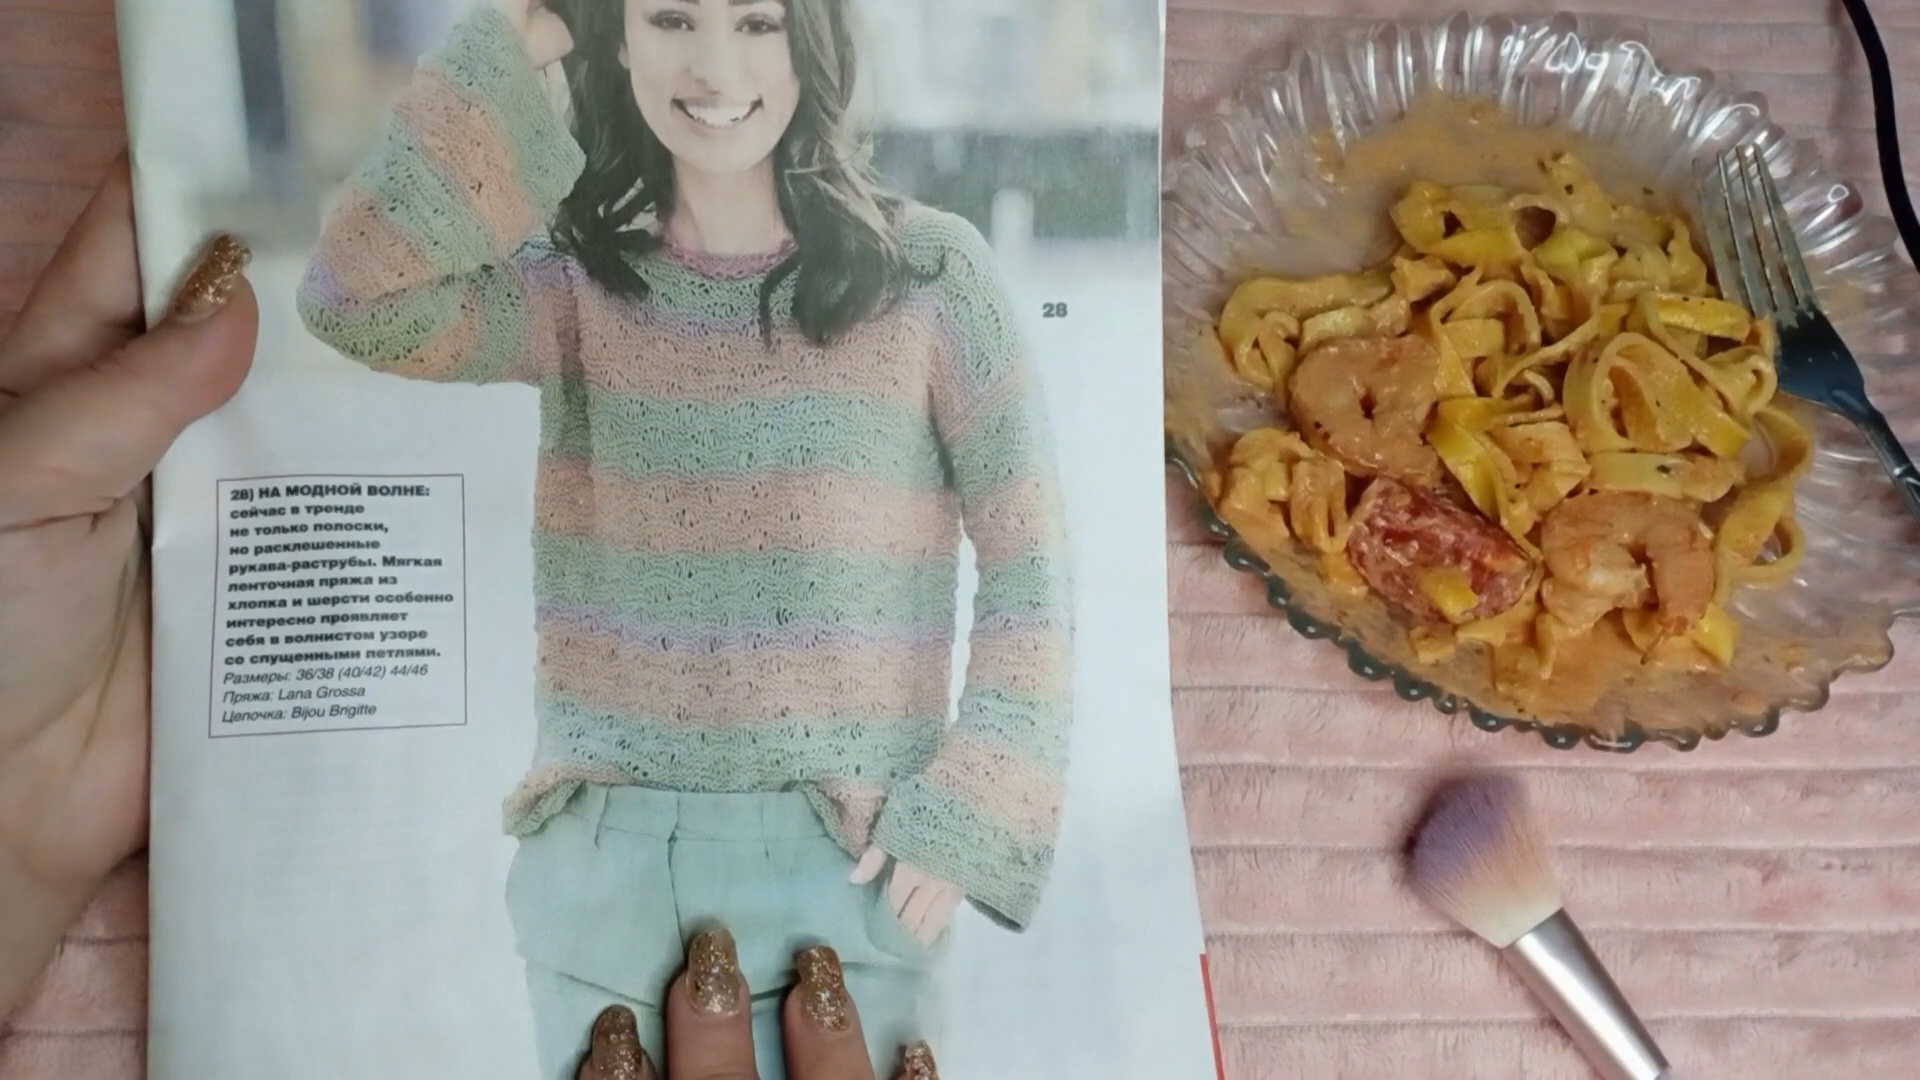 28
28) НА МОДНОЙ ВОЛНЕ:
сейчас в тренде
не только полоски,
но расклешенные
рукава-раструбы. Мягкая
ленточная пряжа из
хлопка и шерсти особенно
интересно проявляет
себя в волнистом узоре
со спущенными петлями.
Размеры: 36/38 (40/42) 44/46
Пряжа: Lana Grossa
Цепочка: Bijou Brigitte